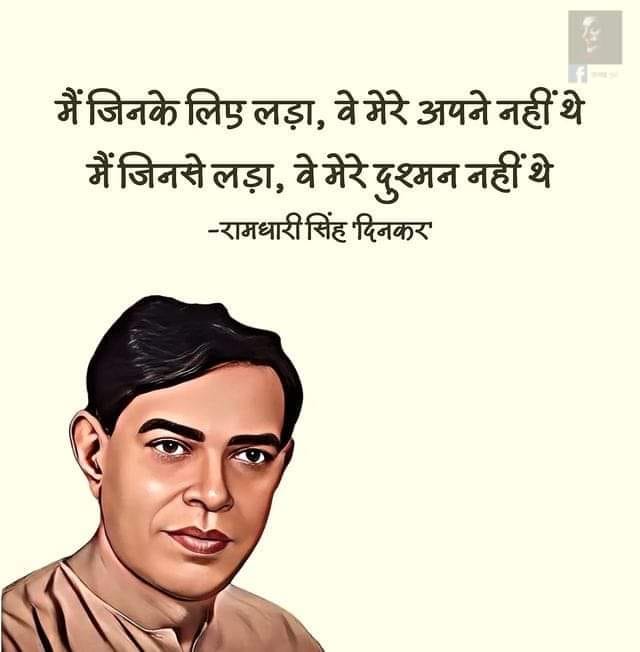 मैं जिनके लिए लड़ा, वे मेरे अपने नहीं थे
मैं जिनसे लड़ा, वे मेरे दुश्मन नहीं थे
-रामधारी सिंह 'दिनकर'
f